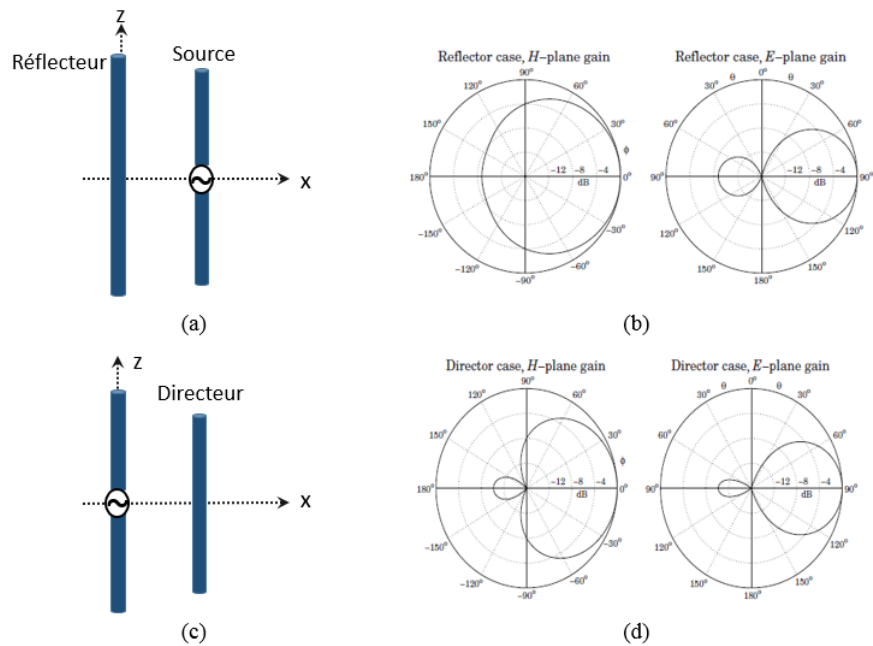 Z
Réflecteur
Source
X
(a)
Reflector case, H-plane gain
90°
120°
60°
150°
30°
ϕ
180°
−12 −8 −4
0°
dB
−150°
−30°
−120°
−60°
−90°
Reflector case, E-plane gain
θ 0° θ
30° 30°
60° 60°
90°
−12 −8 −4
90°
dB
120° 120°
150° 150°
180°
(b)
Z
Directeur
X
(c)
Director case, H-plane gain
90°
120°
60°
150°
30°
ϕ
180°
−12 −8 −4
0°
dB
−150°
−30°
−120°
−60°
−90°
Director case, E-plane gain
θ 0° θ
30° 30°
60° 60°
90°
−12 −8 −4
90°
dB
120° 120°
150° 150°
180°
(d)